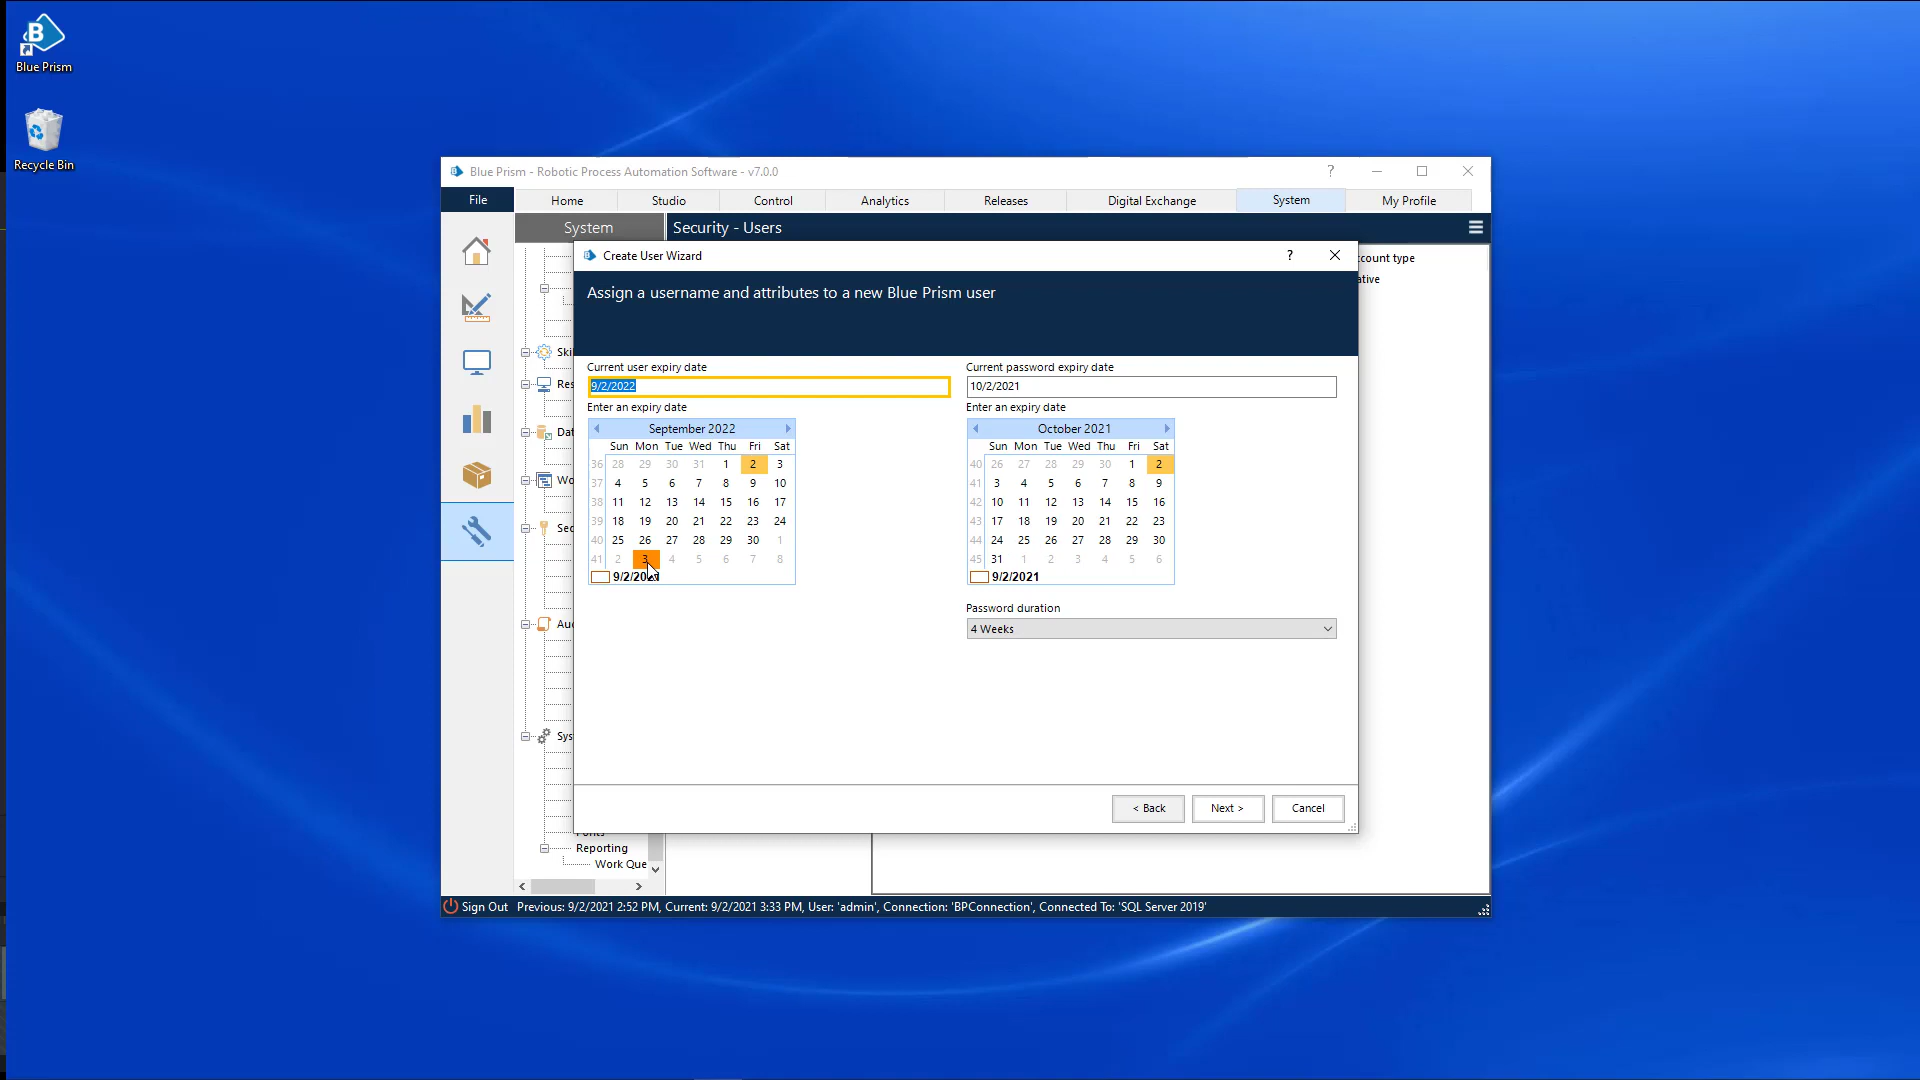 Blue Prism
Recycle Bin
Blue Prism - Robotic Process Automation Software - v7.0.0
?
File
Home
Studio
Control
Analytics
Releases
Digital Exchange
System
My Profile
System
Security - Users
Create User Wizard
?
Assign a username and attributes to a new Blue Prism user
Current user expiry date
9/2/2022
Enter an expiry date
September 2022
Sun Mon Tue Wed Thu Fri Sat
36 28 29 30 31 1 2 3
37 4 5 6 7 8 9 10
38 11 12 13 14 15 16 17
39 18 19 20 21 22 23 24
40 25 26 27 28 29 30 1
41 2 3 4 5 6 7 8
Current password expiry date
10/2/2021
Enter an expiry date
October 2021
Sun Mon Tue Wed Thu Fri Sat
40 26 27 28 29 30 1 2
41 3 4 5 6 7 8 9
42 10 11 12 13 14 15 16
43 17 18 19 20 21 22 23
44 24 25 26 27 28 29 30
45 31 1 2 3 4 5 6
9/2/2021
Password duration
4 Weeks
< Back
Next >
Cancel
ount type
ative
Ski
Res
Dat
Wo
Sec
Auc
Sys
Reporting
Work Que
Sign Out Previous: 9/2/2021 2:52 PM, Current: 9/2/2021 3:33 PM, User: 'admin', Connection: 'BPConnection', Connected To: 'SQL Server 2019'